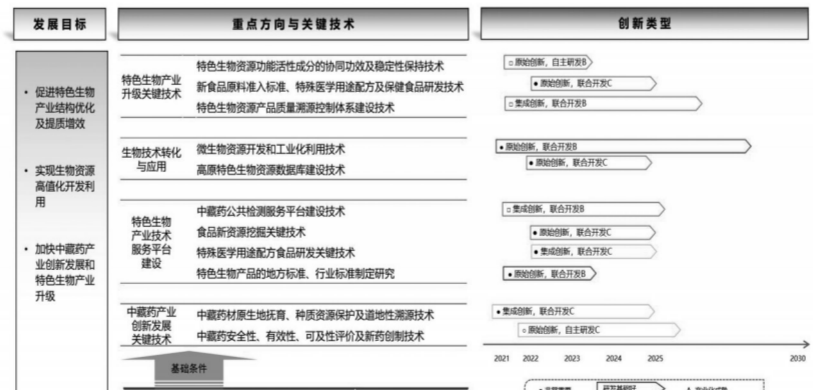 发展目标
重点方向与关键技术
创新类型
• 促进特色生物
产业结构优化
及提质增效
• 实现生物资源
高值化开发利
用
• 加快中藏药产
业创新发展和
特色生物产业
升级
特色生物产业
升级关键技术
特色生物资源功能活性成分的协同功效及稳定性保持技术
新食品原料准入标准、特殊医学用途配方及保健食品研发技术
特色生物资源产品质量溯源控制体系建设技术
□ 原始创新，自主研发B
● 原始创新，联合开发C
□ 集成创新，联合开发B
生物技术转化
与应用
微生物资源开发和工业化利用技术
高原特色生物资源数据库建设技术
● 原始创新，联合开发B
● 原始创新，联合开发C
特色生物
产业技术
服务平台
建设
中藏药公共检测服务平台建设技术
食品新资源挖掘关键技术
特殊医学用途配方食品研发关键技术
特色生物产品的地方标准、行业标准制定研究
□ 集成创新，联合开发B
● 原始创新，联合开发C
● 集成创新，联合开发C
● 原始创新，联合开发B
中藏药产业
创新发展
关键技术
中藏药材原生地抚育、种质资源保护及道地性溯源技术
中藏药安全性、有效性、可及性评价及新药创制技术
● 集成创新，联合开发C
○ 原始创新，自主研发C
2021 2022 2023 2024 2025 2030
基础条件